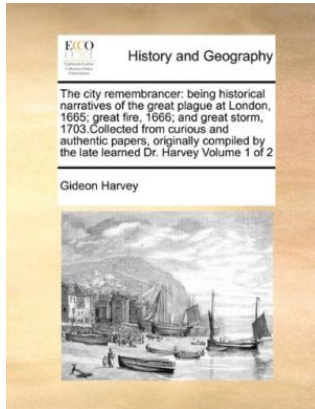 ECCO
History and Geography
The city remembrancer: being historical
narratives of the great plague at London,
1665; great fire, 1666; and great storm,
1703.Collected from curious and
authentic papers, originally compiled by
the late learned Dr. Harvey Volume 1 of 2
Gideon Harvey